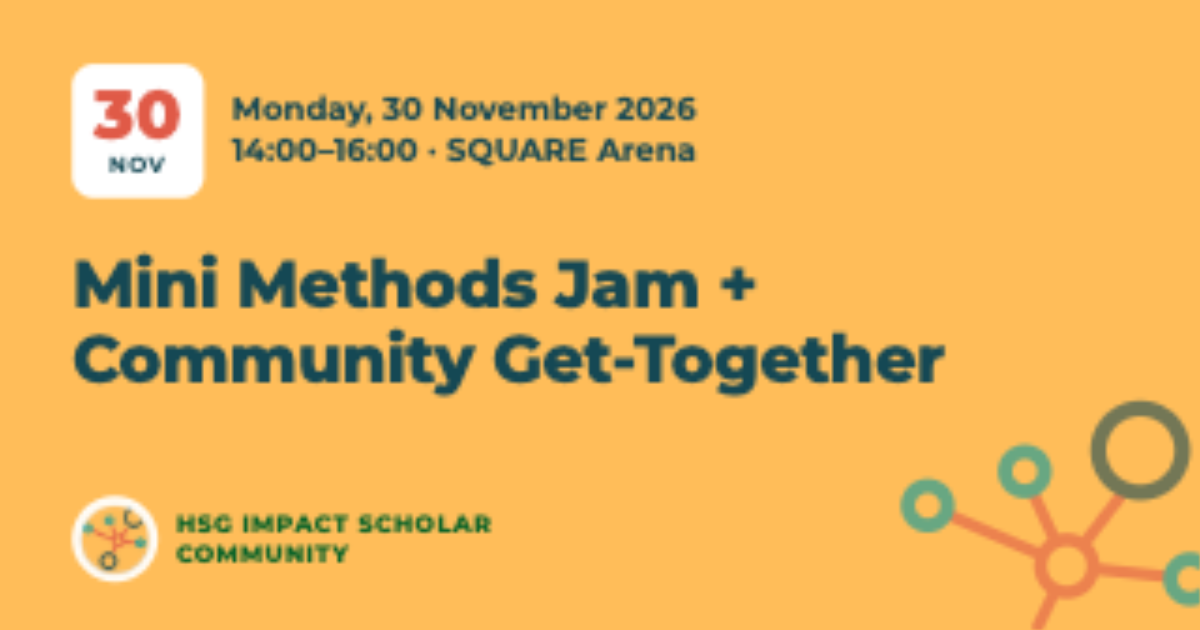 30
NOV
Monday, 30 November 2026
14:00–16:00 · SQUARE Arena
Mini Methods Jam +
Community Get-Together
HSG IMPACT SCHOLAR
COMMUNITY